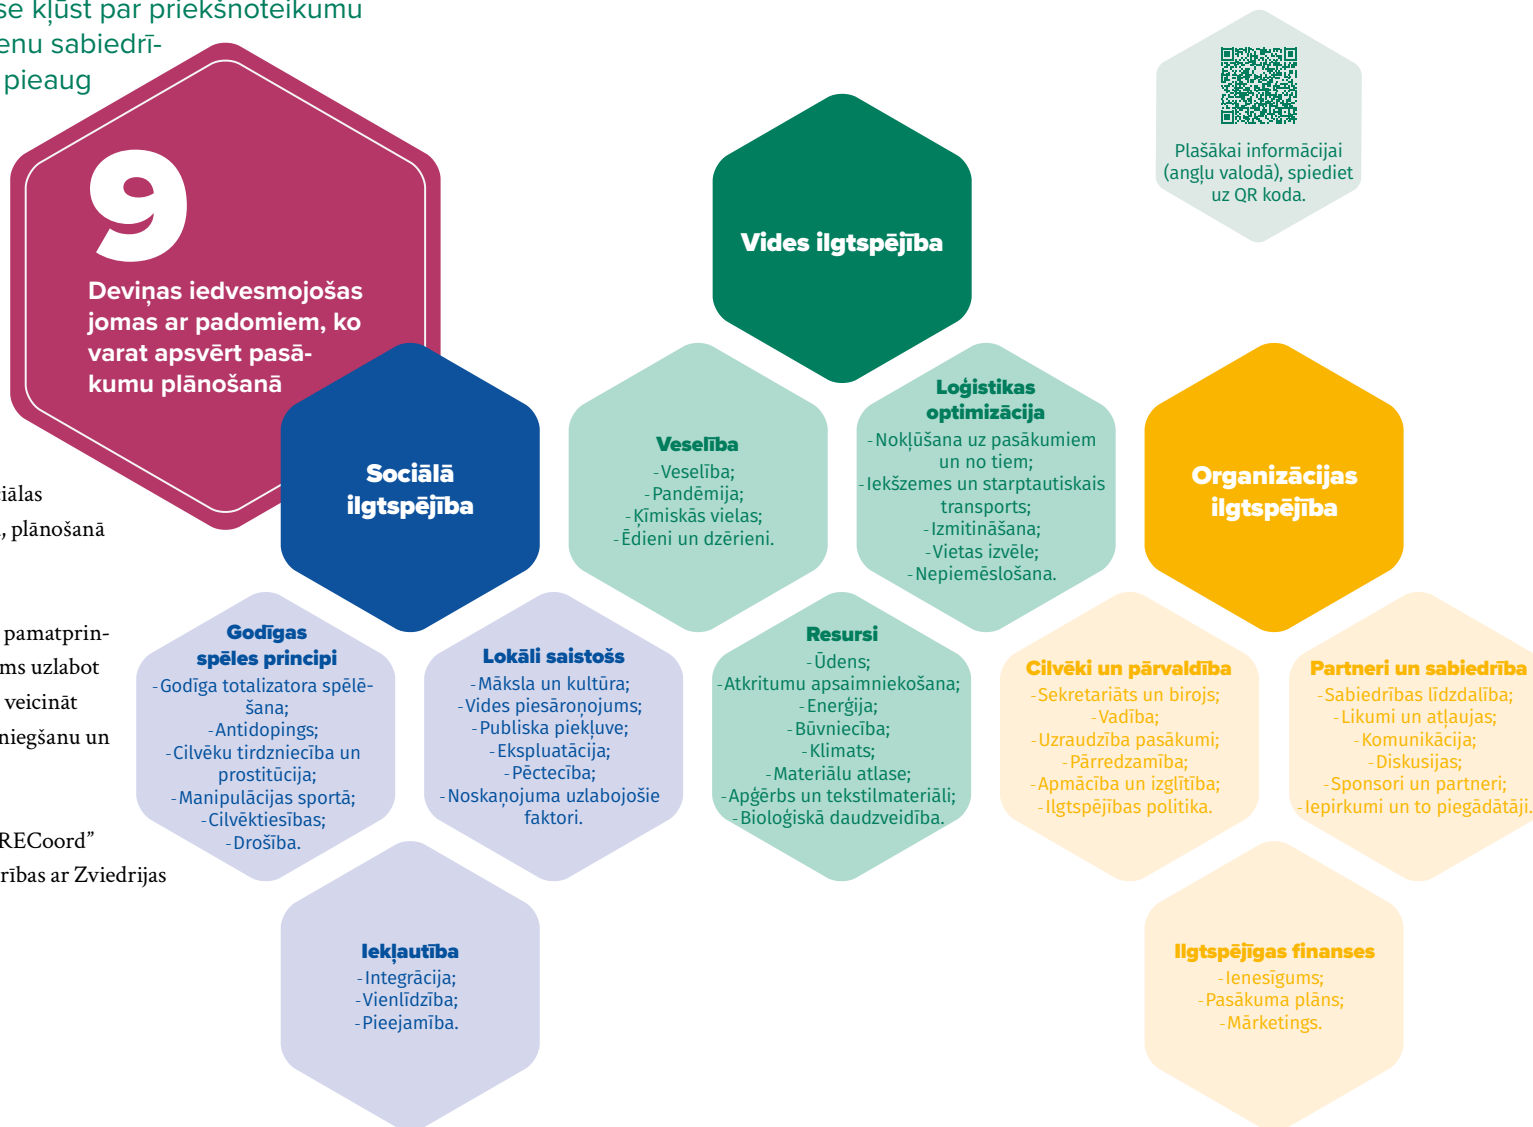 se kļūst par priekšnoteikumu
enu sabiedrī-
pieaug
9
Deviņas iedvesmojošas
jomas ar padomiem, ko
varat apsvērt pasā-
kumu plānošanā
Plašākai informācijai
(angļu valodā), spiediet
uz QR koda.
Vides ilgtspējība
Sociālā
ilgtspējība
Veselība
-Veselība;
-Pandēmija;
-Ķīmiskās vielas;
-Ēdieni un dzērieni.
Loģistikas
optimizācija
-Nokļūšana uz pasākumiem
un no tiem;
-Iekšzemes un starptautiskais
transports;
-Izmitināšana;
-Vietas izvēle;
-Nepiemēslošana.
Organizācijas
ilgtspējība
ciālas
, plānošanā
pamatprin-
ms uzlabot
veicināt
niegšanu un
RECoord”
rības ar Zviedrijas
Godīgas
spēles principi
-Godīga totalizatora spēlē-
šana;
-Antidopings;
-Cilvēku tirdzniecība un
prostitūcija;
-Manipulācijas sportā;
-Cilvēktiesības;
-Drošība.
Lokāli saistošs
-Māksla un kultūra;
-Vides piesāroņojums;
-Publiska piekļuve;
-Ekspluatācija;
-Pēctecība;
-Noskaņojuma uzlabojošie
faktori.
Resursi
-Ūdens;
-Atkritumu apsaimniekošana;
-Enerģija;
-Būvniecība;
-Klimats;
-Materiālu atlase;
-Apģērbs un tekstilmateriāli;
-Bioloģiskā daudzveidība.
Cilvēki un pārvaldība
-Sekretariāts un birojs;
-Vadība;
-Uzraudzība pasākumi;
-Pārredzamība;
-Apmācība un izglītība;
-Ilgtspējības politika.
Partneri un sabiedrība
-Sabiedrības līdzdalība;
-Likumi un atļaujas;
-Komunikācija;
-Diskusijas;
-Sponsori un partneri;
-Iepirkumi un to piegādātāji.
Iekļautība
-Integrācija;
-Vienlīdzība;
-Pieejamība.
Ilgtspējīgas finanses
-Ienesīgums;
-Pasākuma plāns;
-Mārketings.